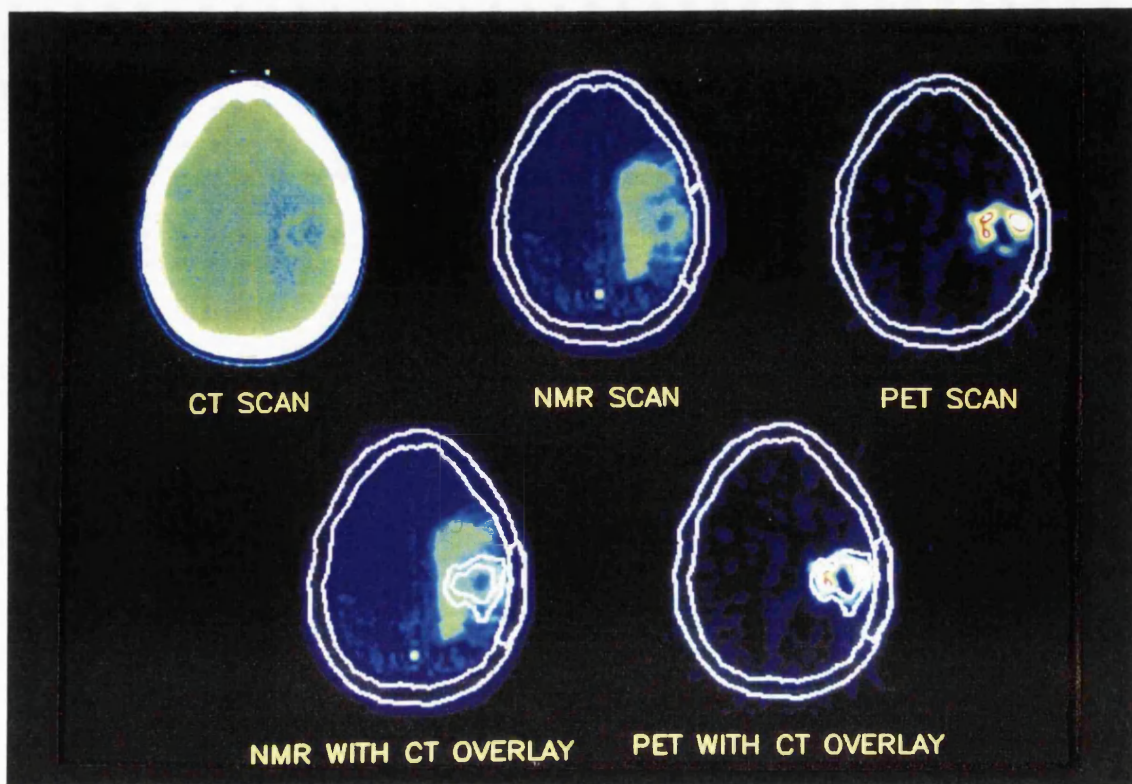 CT SCAN
NMR SCAN
PET SCAN
NMR WITH CT OVERLAY
PET WITH CT OVERLAY